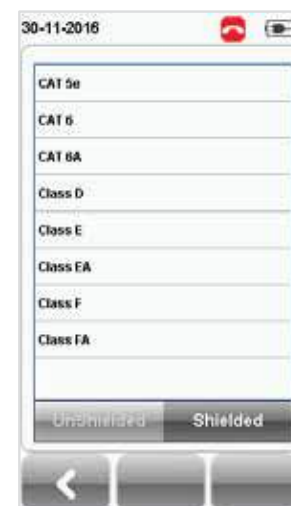 30-11-2016
CAT 5e
CAT 6
CAT 6A
Class D
Class E
Class EA
Class F
Class FA
UnShielded Shielded